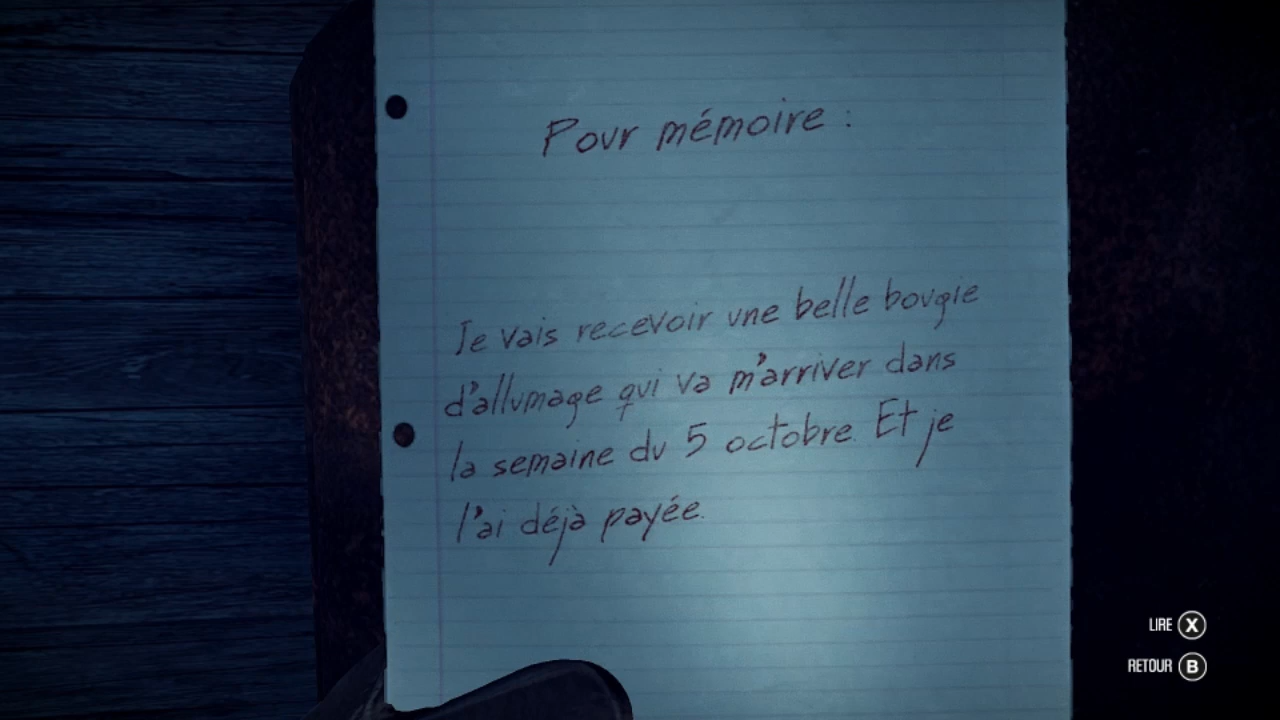 Pour mémoire :
Je vais recevoir une belle bougie
d'allumage qui va m'arriver dans
la semaine du 5 octobre. Et je
l'ai déjà payée.
LIRE X
RETOUR B